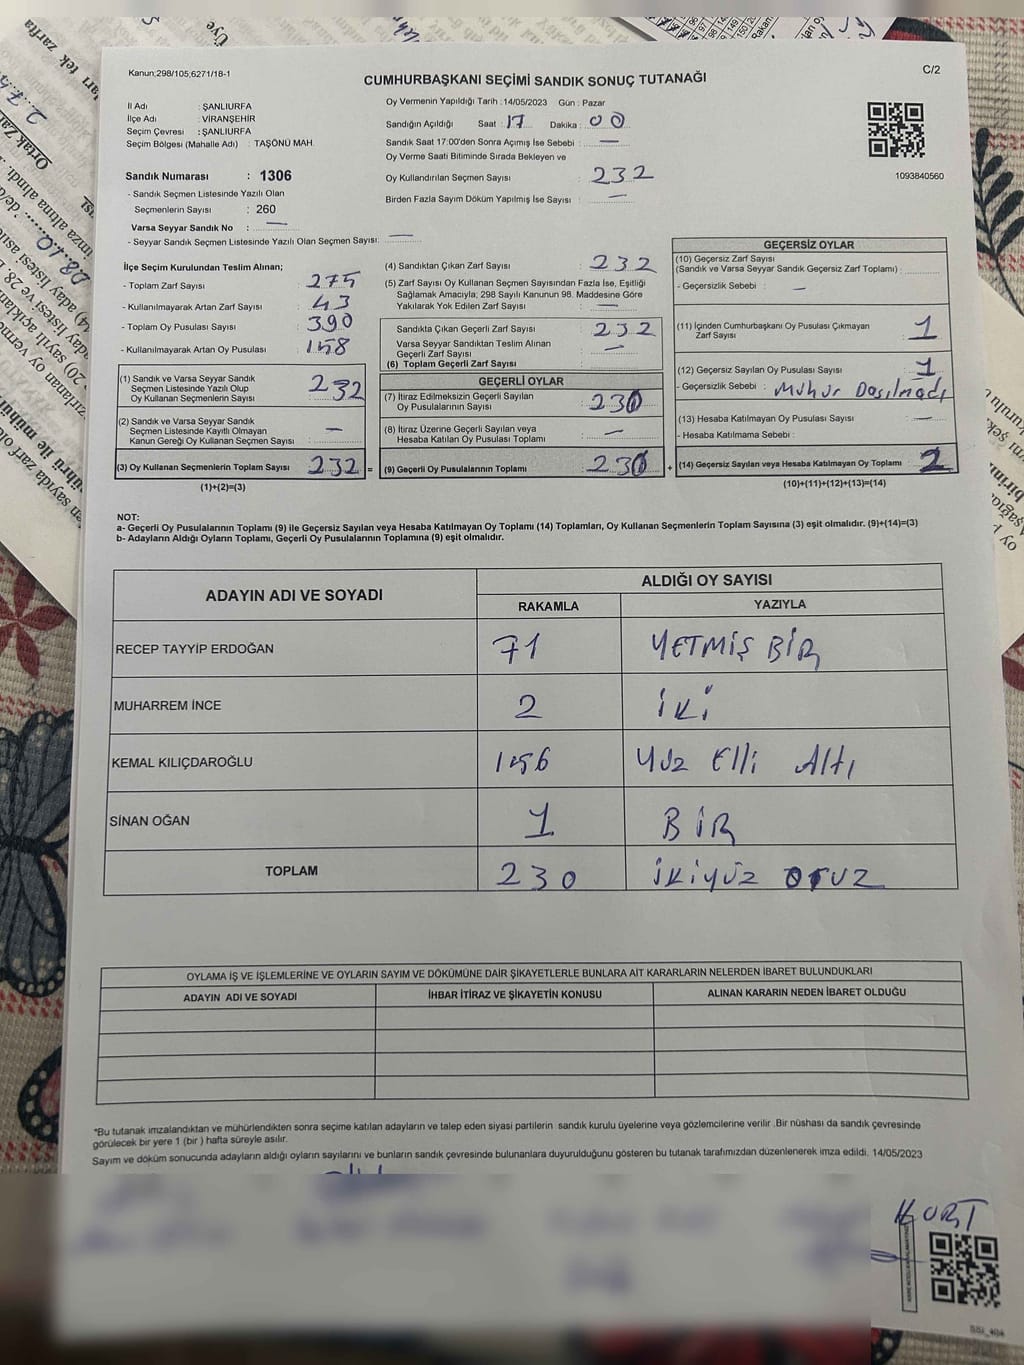 Kanun:298/105,6271/18-1
C/2
CUMHURBAŞKANI SEÇİMİ SANDIK SONUÇ TUTANAĞI
İl Adı : ŞANLIURFA
İlçe Adı : VİRANŞEHİR
Seçim Çevresi : ŞANLIURFA
Seçim Bölgesi (Mahalle Adı) : TAŞÖNÜ MAH.
Sandık Numarası : 1306
- Sandık Seçmen Listesinde Yazılı Olan
Seçmenlerin Sayısı : 260
Varsa Seyyar Sandık No : —
- Seyyar Sandık Seçmen Listesinde Yazılı Olan Seçmen Sayısı: —
Oy Vermenin Yapıldığı Tarih : 14/05/2023 Gün : Pazar
Sandığın Açıldığı Saat : 17 Dakika : 00
Sandık Saat 17:00'den Sonra Açımış İse Sebebi : —
Oy Verme Saati Bitiminde Sırada Bekleyen ve
Oy Kullandırılan Seçmen Sayısı : 232
Birden Fazla Sayım Döküm Yapılmış İse Sayısı : —
1093840560
İlçe Seçim Kurulundan Teslim Alınan;
- Toplam Zarf Sayısı : 275
- Kullanılmayarak Artan Zarf Sayısı : 43
- Toplam Oy Pusulası Sayısı : 390
- Kullanılmayarak Artan Oy Pusulası : 158
(1) Sandık ve Varsa Seyyar Sandık
Seçmen Listesinde Yazılı Olup
Oy Kullanan Seçmenlerin Sayısı : 232
(2) Sandık ve Varsa Seyyar Sandık
Seçmen Listesinde Kayıtlı Olmayan
Kanun Gereği Oy Kullanan Seçmen Sayısı : —
(3) Oy Kullanan Seçmenlerin Toplam Sayısı : 232 =
(1)+(2)=(3)
(4) Sandıktan Çıkan Zarf Sayısı : 232
(5) Zarf Sayısı Oy Kullanan Seçmen Sayısından Fazla İse, Eşitliği
Sağlamak Amacıyla; 298 Sayılı Kanunun 98. Maddesine Göre
Yakılarak Yok Edilen Zarf Sayısı : —
Sandıkta Çıkan Geçerli Zarf Sayısı : 232
Varsa Seyyar Sandıktan Teslim Alınan
Geçerli Zarf Sayısı : —
(6) Toplam Geçerli Zarf Sayısı
GEÇERLİ OYLAR
(7) İtiraz Edilmeksizin Geçerli Sayılan
Oy Pusulalarının Sayısı : 230
(8) İtiraz Üzerine Geçerli Sayılan veya
Hesaba Katılan Oy Pusulası Toplamı : —
(9) Geçerli Oy Pusulalarının Toplamı : 230 +
GEÇERSİZ OYLAR
(10) Geçersiz Zarf Sayısı
(Sandık ve Varsa Seyyar Sandık Geçersiz Zarf Toplamı) :
- Geçersizlik Sebebi : —
(11) İçinden Cumhurbaşkanı Oy Pusulası Çıkmayan
Zarf Sayısı : 1
(12) Geçersiz Sayılan Oy Pusulası Sayısı : 1
- Geçersizlik Sebebi : Mühür Basılmadı
(13) Hesaba Katılmayan Oy Pusulası Sayısı : —
- Hesaba Katılmama Sebebi :
(14) Geçersiz Sayılan veya Hesaba Katılmayan Oy Toplamı : 2
(10)+(11)+(12)+(13)=(14)
NOT:
a- Geçerli Oy Pusulalarının Toplamı (9) ile Geçersiz Sayılan veya Hesaba Katılmayan Oy Toplamı (14) Toplamları, Oy Kullanan Seçmenlerin Toplam Sayısına (3) eşit olmalıdır. (9)+(14)=(3)
b- Adayların Aldığı Oyların Toplamı, Geçerli Oy Pusulalarının Toplamına (9) eşit olmalıdır.
ADAYIN ADI VE SOYADI ALDIĞI OY SAYISI
RAKAMLA YAZIYLA
RECEP TAYYİP ERDOĞAN 71 YETMİŞ BİR
MUHARREM İNCE 2 İKİ
KEMAL KILIÇDAROĞLU 156 Yüz Elli Altı
SİNAN OĞAN 1 BİR
TOPLAM 230 İKİYÜZ OTUZ
OYLAMA İŞ VE İŞLEMLERİNE VE OYLARIN SAYIM VE DÖKÜMÜNE DAİR ŞİKAYETLERLE BUNLARA AİT KARARLARIN NELERDEN İBARET BULUNDUKLARI
ADAYIN ADI VE SOYADI İHBAR İTİRAZ VE ŞİKAYETİN KONUSU ALINAN KARARIN NEDEN İBARET OLDUĞU
*Bu tutanak imzalandıktan ve mühürlendikten sonra seçime katılan adayların ve talep eden siyasi partilerin sandık kurulu üyelerine veya gözlemcilerine verilir .Bir nüshası da sandık çevresinde
görülecek bir yere 1 (bir ) hafta süreyle asılır.
Sayım ve döküm sonucunda adayların aldığı oyların sayılarını ve bunların sandık çevresinde bulunanlara duyurulduğunu gösteren bu tutanak tarafımızdan düzenlenerek imza edildi. 14/05/2023
KURT